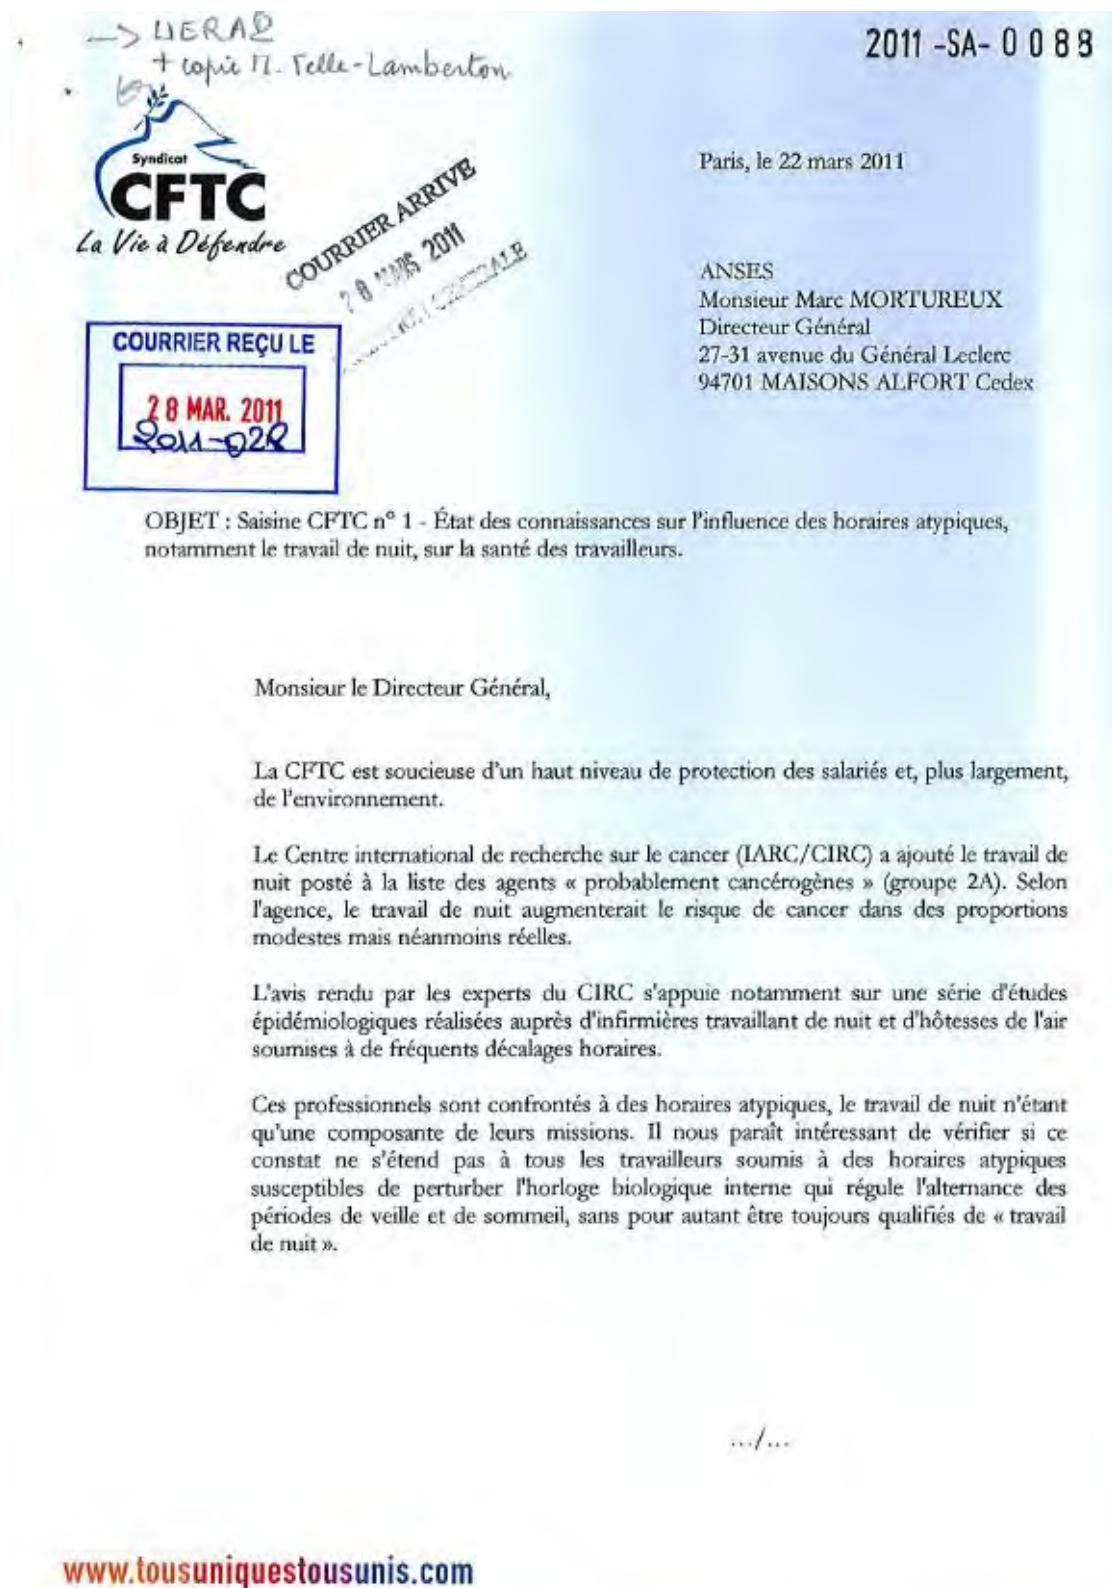 —> UERALIM
+ copie M. Telle-Lamberton
2011 -SA- 0 0 8 8
Syndicat
CFTC
La Vie à Défendre
COURRIER ARRIVE
2 8 MARS 2011
CENTRALE
Paris, le 22 mars 2011
ANSES
Monsieur Marc MORTUREUX
Directeur Général
27-31 avenue du Général Leclerc
94701 MAISONS ALFORT Cedex
COURRIER REÇU LE
2 8 MAR. 2011
2011-028
OBJET : Saisine CFTC n° 1 - État des connaissances sur l'influence des horaires atypiques,
notamment le travail de nuit, sur la santé des travailleurs.
Monsieur le Directeur Général,
La CFTC est soucieuse d'un haut niveau de protection des salariés et, plus largement,
de l'environnement.
Le Centre international de recherche sur le cancer (IARC/CIRC) a ajouté le travail de
nuit posté à la liste des agents « probablement cancérogènes » (groupe 2A). Selon
l'agence, le travail de nuit augmenterait le risque de cancer dans des proportions
modestes mais néanmoins réelles.
L'avis rendu par les experts du CIRC s'appuie notamment sur une série d'études
épidémiologiques réalisées auprès d'infirmières travaillant de nuit et d'hôtesses de l'air
soumises à de fréquents décalages horaires.
Ces professionnels sont confrontés à des horaires atypiques, le travail de nuit n'étant
qu'une composante de leurs missions. Il nous paraît intéressant de vérifier si ce
constat ne s'étend pas à tous les travailleurs soumis à des horaires atypiques
susceptibles de perturber l'horloge biologique interne qui régule l'alternance des
périodes de veille et de sommeil, sans pour autant être toujours qualifiés de « travail
de nuit ».
.../...
www.tousuniquestousunis.com